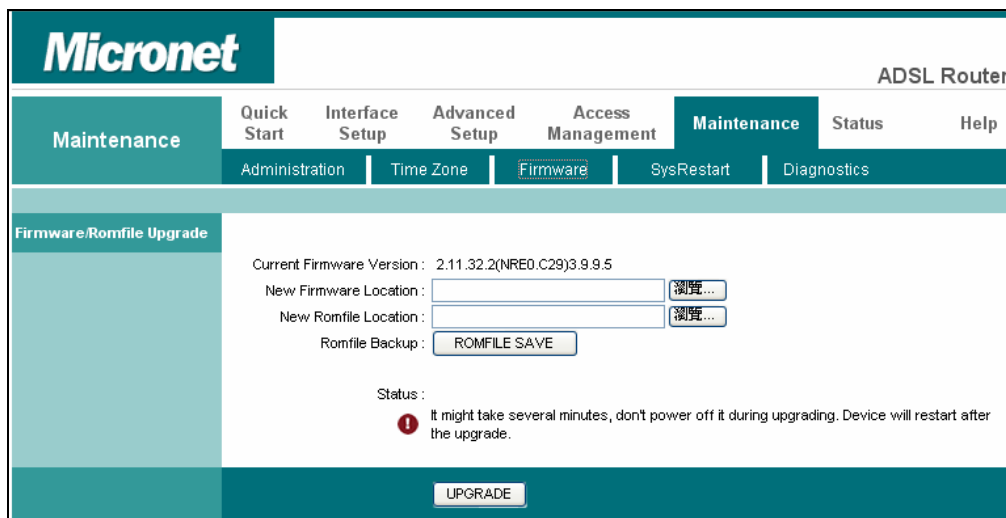 Micronet
ADSL Router
Maintenance
Quick Start
Interface Setup
Advanced Setup
Access Management
Maintenance
Status
Help
Administration
Time Zone
Firmware
SysRestart
Diagnostics
Firmware/Romfile Upgrade
Current Firmware Version : 2.11.32.2(NRE0.C29)3.9.9.5
New Firmware Location : 瀏覽...
New Romfile Location : 瀏覽...
Romfile Backup : ROMFILE SAVE
Status :
It might take several minutes, don't power off it during upgrading. Device will restart after
the upgrade.
UPGRADE